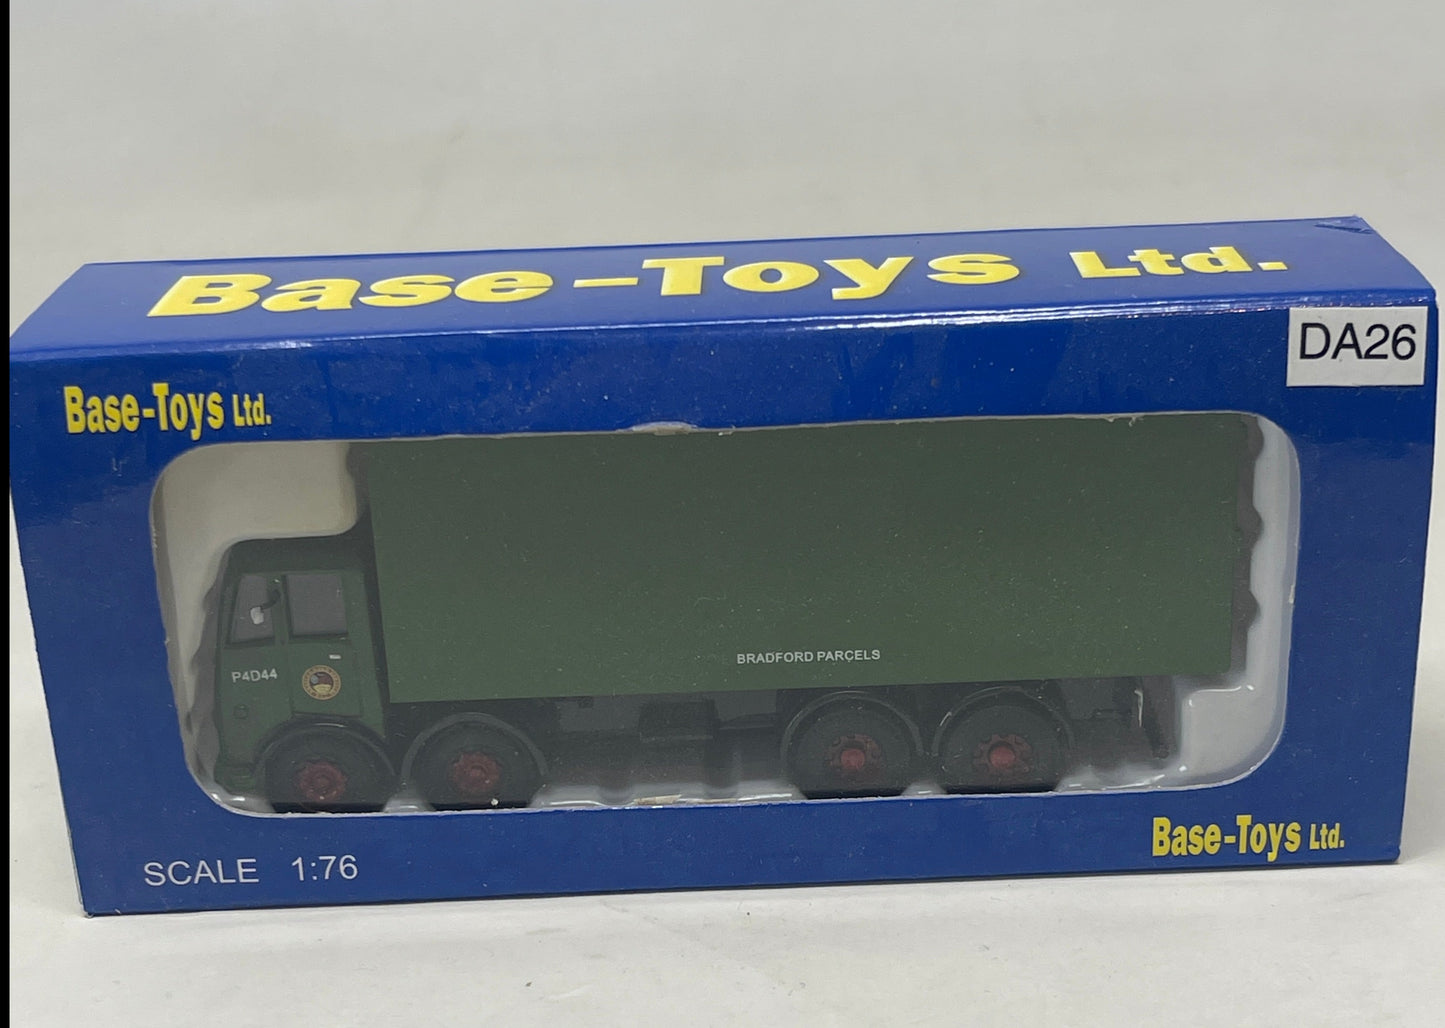 Base-Toys Ltd.
DA26
Base-Toys Ltd.
BRADFORD PARCELS
P4D44
Base-Toys Ltd.
SCALE 1:76